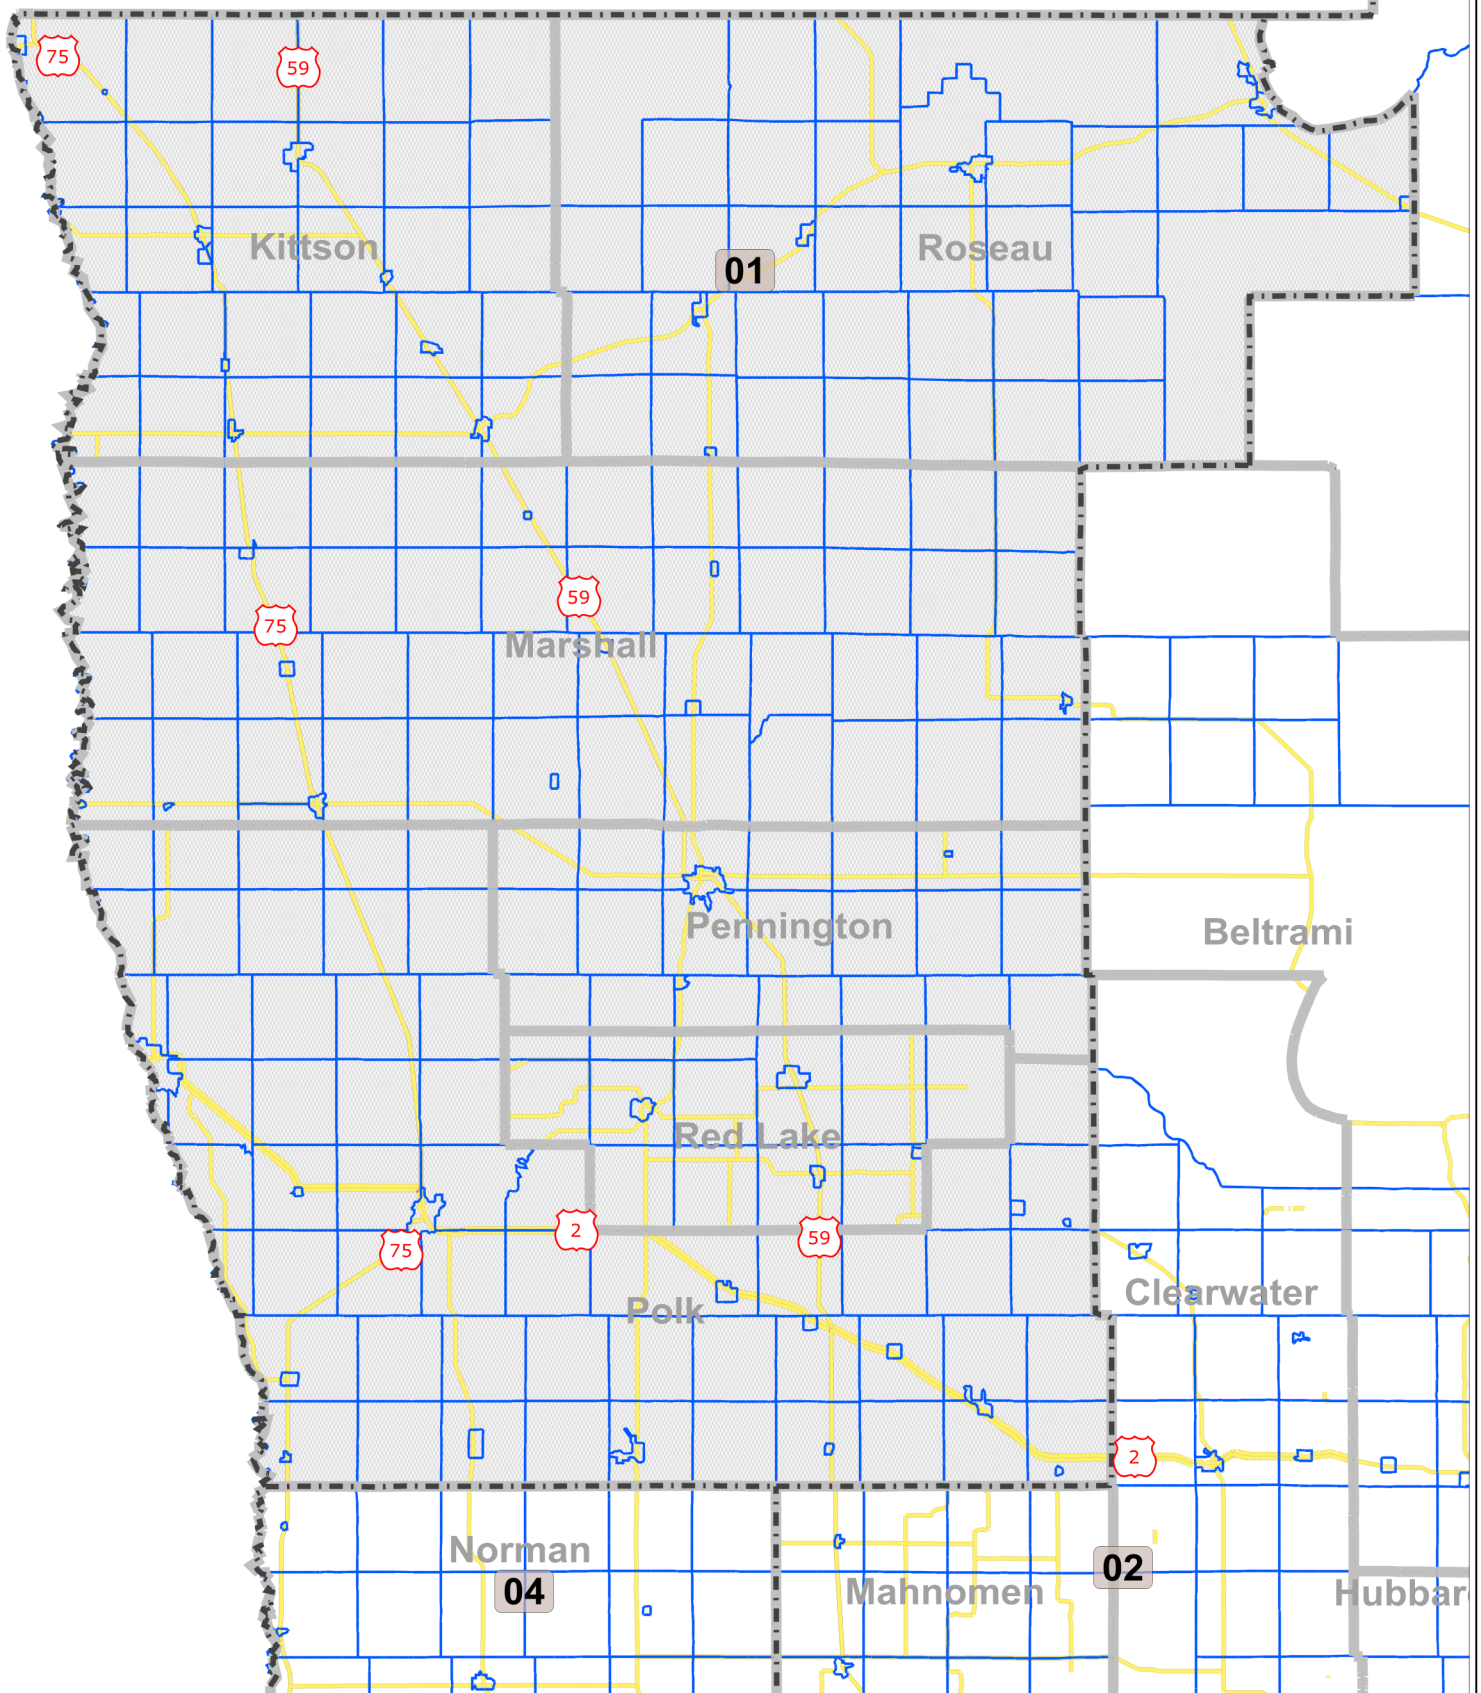 75
59
Kittson
Roseau
01
59
75
Marshall
Pennington
Beltrami
Red Lake
2
59
75
Clearwater
Polk
2
Norman
02
04
Mahnomen
Hubbar